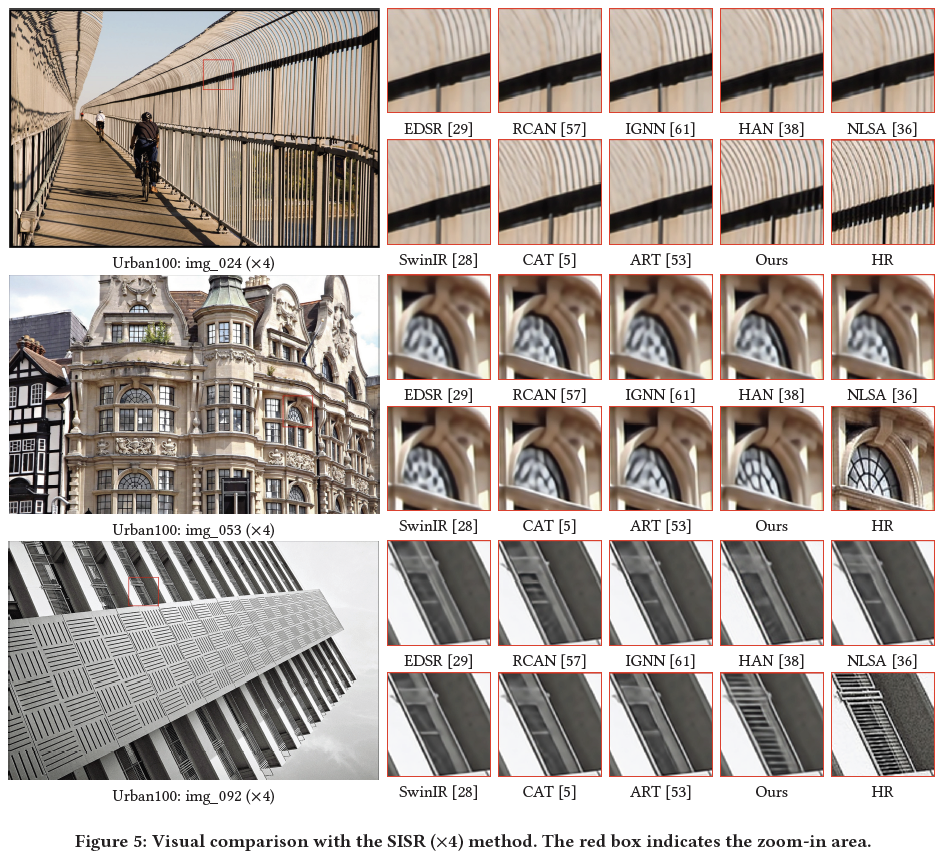 EDSR [29] RCAN [57] IGNN [61] HAN [38] NLSA [36]
SwinIR [28] CAT [5] ART [53] Ours HR
Urban100: img_024 (×4)
EDSR [29] RCAN [57] IGNN [61] HAN [38] NLSA [36]
SwinIR [28] CAT [5] ART [53] Ours HR
Urban100: img_053 (×4)
EDSR [29] RCAN [57] IGNN [61] HAN [38] NLSA [36]
SwinIR [28] CAT [5] ART [53] Ours HR
Urban100: img_092 (×4)
Figure 5: Visual comparison with the SISR (×4) method. The red box indicates the zoom-in area.